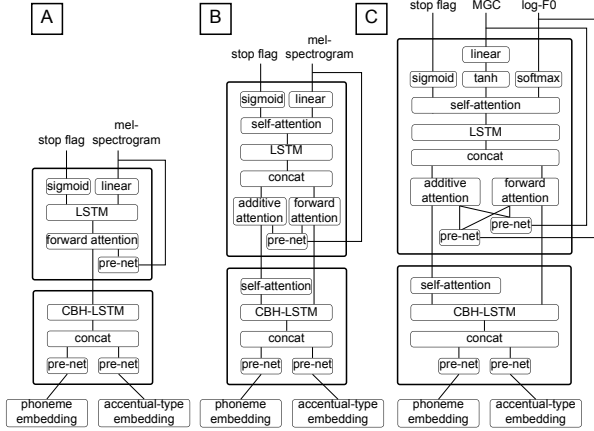 A
stop flag
mel-
spectrogram
sigmoid
linear
LSTM
forward attention
pre-net
CBH-LSTM
concat
pre-net
pre-net
phoneme
embedding
accentual-type
embedding
B
stop flag
mel-
spectrogram
sigmoid
linear
self-attention
LSTM
concat
additive
attention
forward
attention
pre-net
self-attention
CBH-LSTM
concat
pre-net
pre-net
phoneme
embedding
accentual-type
embedding
C
stop flag
MGC
log-F0
linear
sigmoid
tanh
softmax
self-attention
LSTM
concat
additive
attention
forward
attention
pre-net
pre-net
self-attention
CBH-LSTM
concat
pre-net
pre-net
phoneme
embedding
accentual-type
embedding